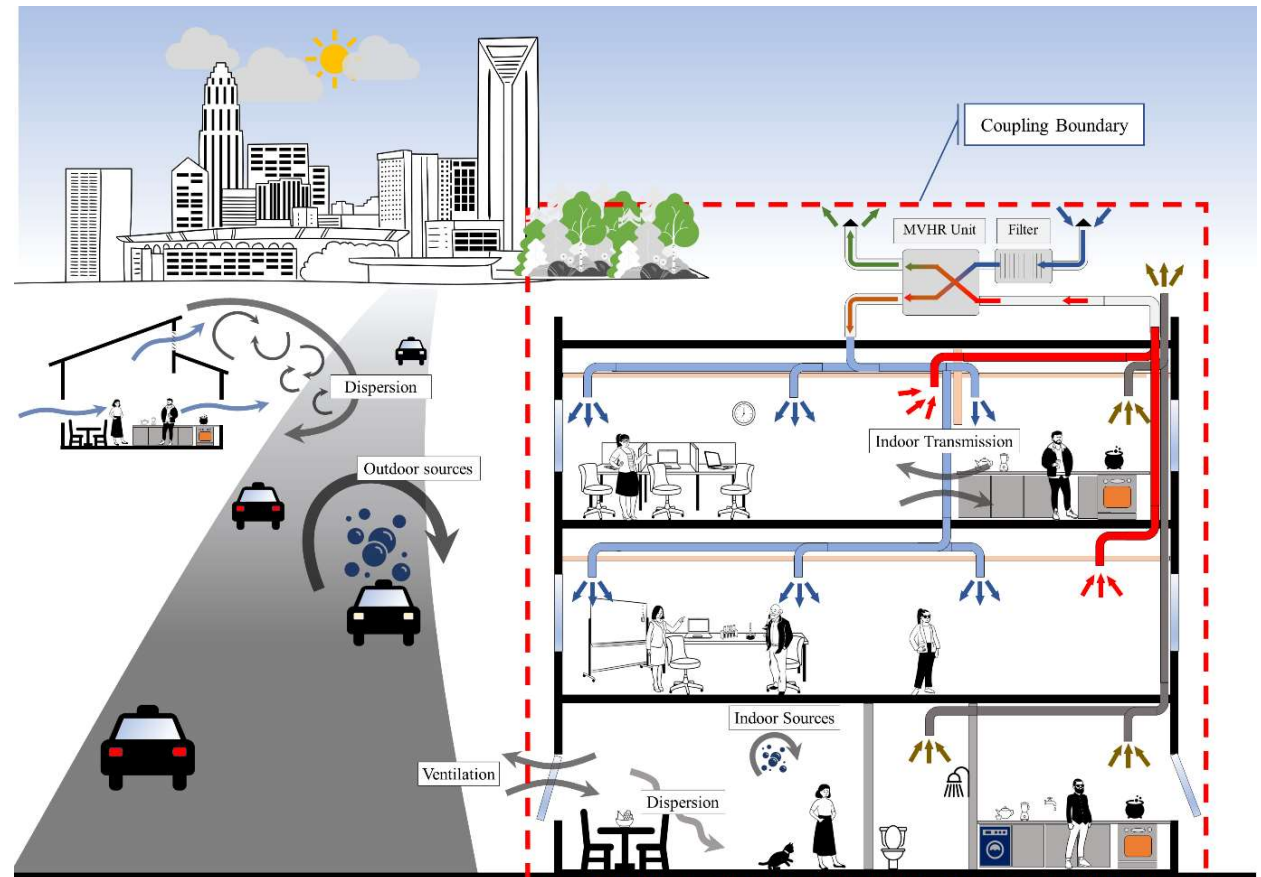 Coupling Boundary
MVHR Unit
Filter
Dispersion
Indoor Transmission
Outdoor sources
Indoor Sources
Ventilation
Dispersion